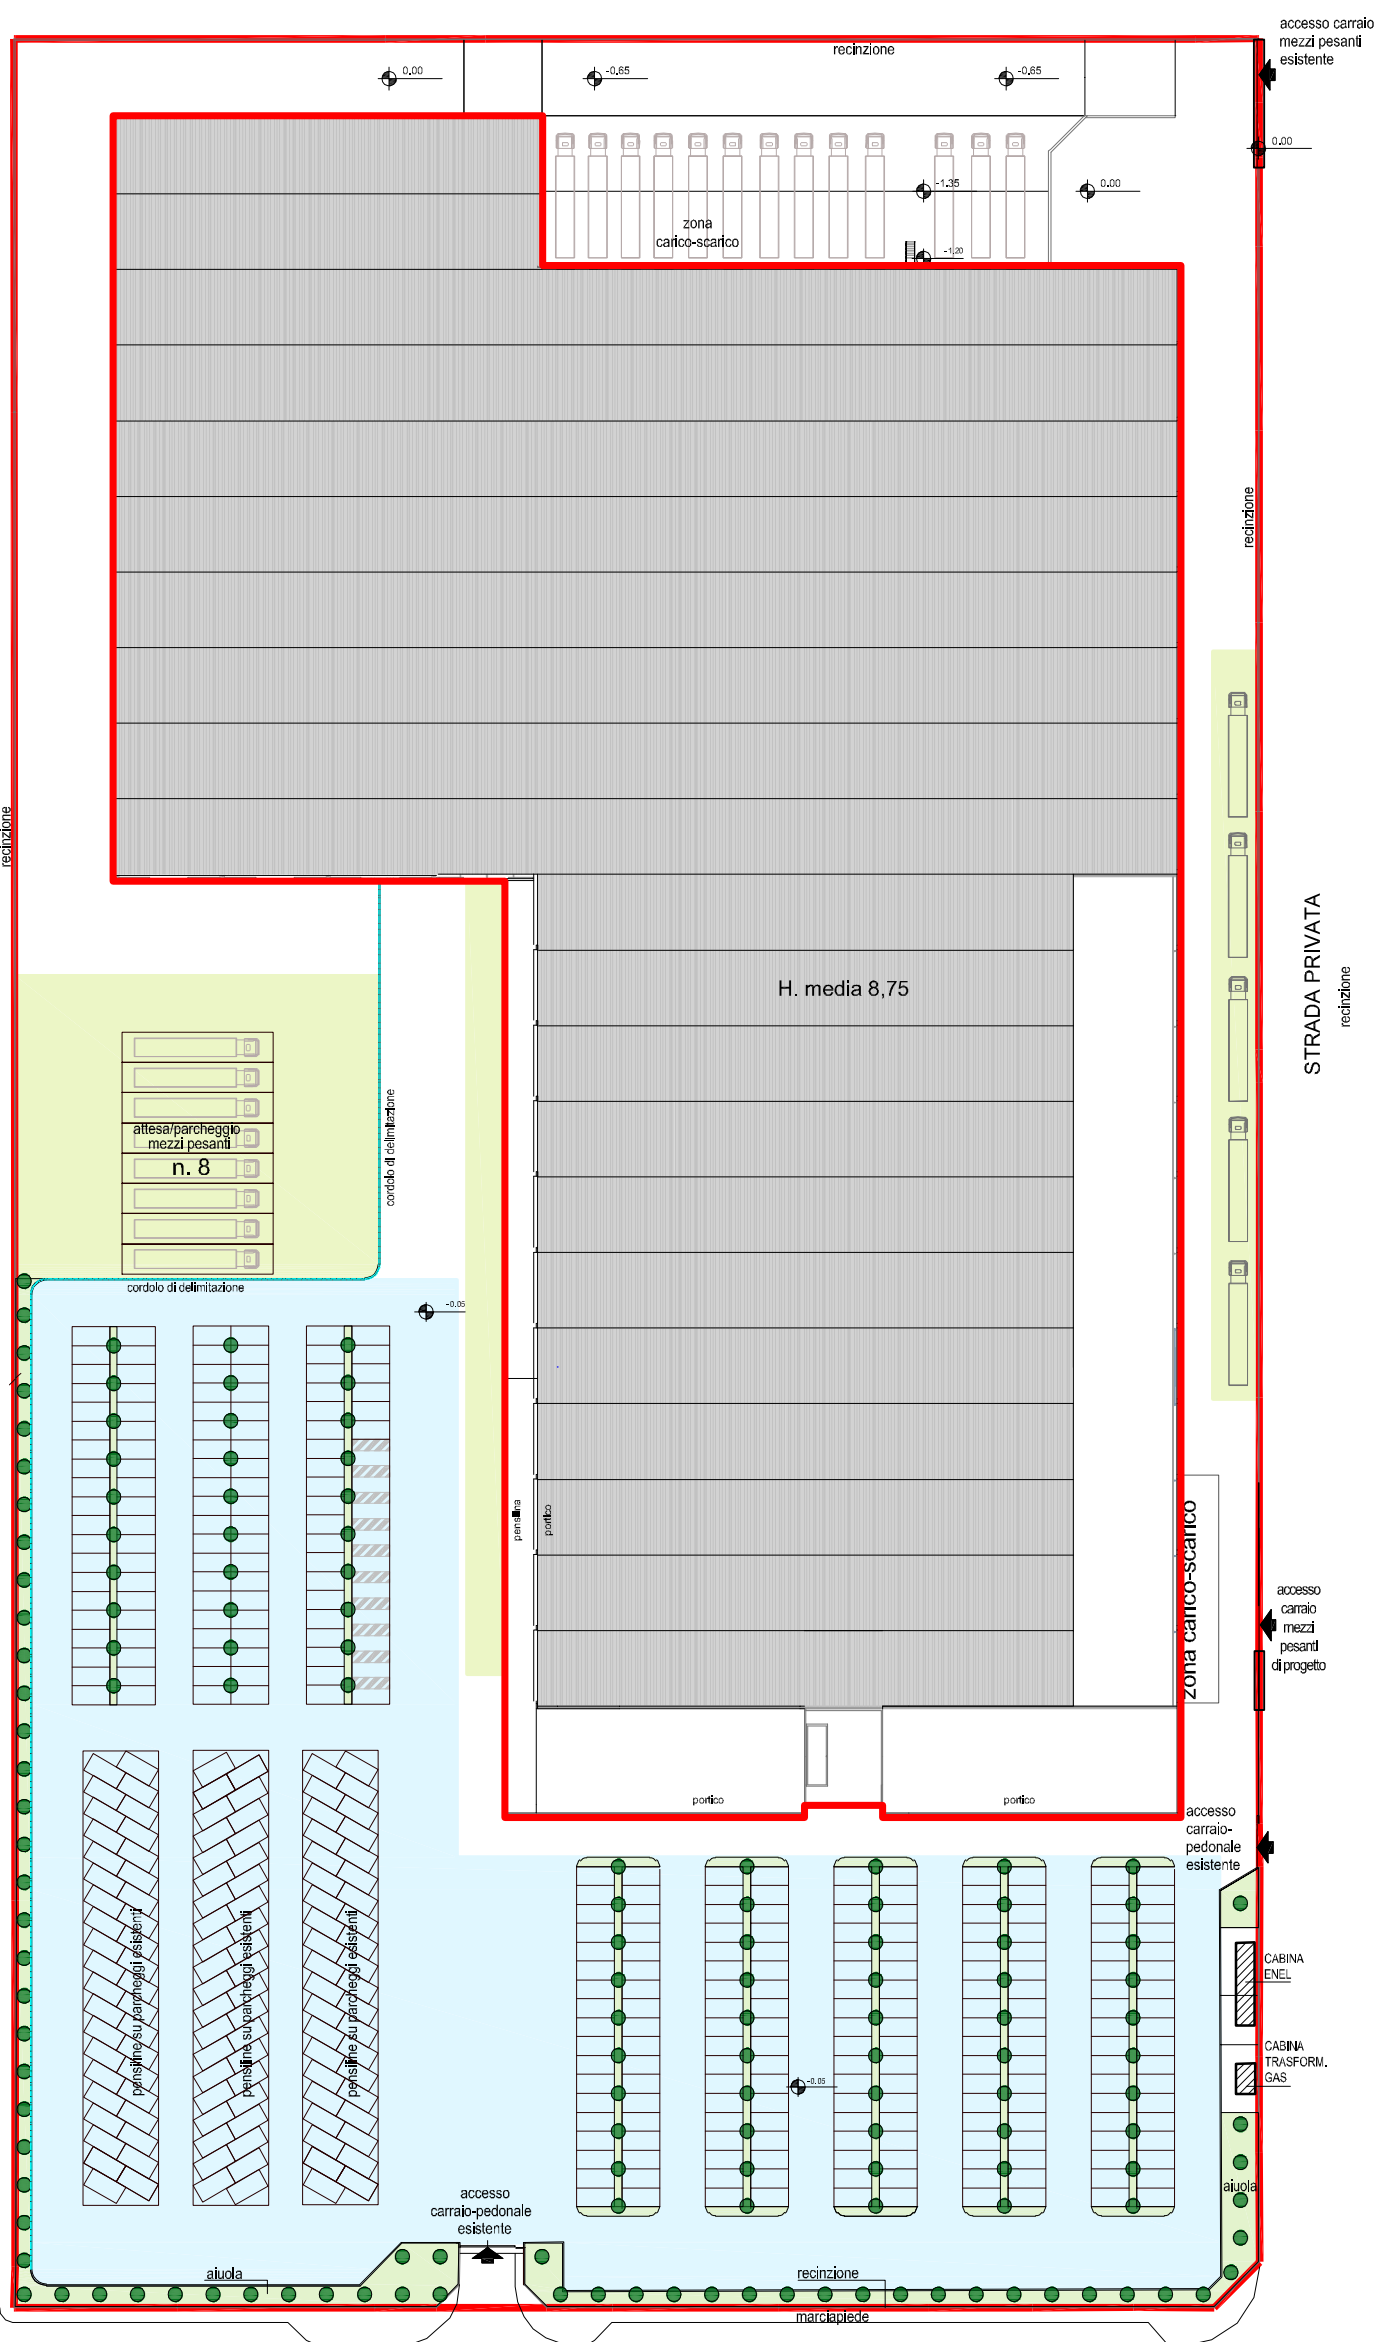 accesso carraio
mezzi pesanti
esistente
recinzione
0.00
-0.65
-0.65
0.00
-1.35
0.00
zona
carico-scarico
-1.20
recinzione
recinzione
STRADA PRIVATA
recinzione
H. media 8,75
cordolo di delimitazione
attesa/parcheggio
mezzi pesanti
n. 8
cordolo di delimitazione
-0.05
pensilina
portico
zona carico-scarico
accesso
carraio
mezzi
pesanti
di progetto
portico
portico
accesso
carraio-
pedonale
esistente
pensiline su parcheggi esistenti
pensiline su parcheggi esistenti
pensiline su parcheggi esistenti
CABINA
ENEL
CABINA
TRASFORM.
GAS
-0.05
aiuola
accesso
carraio-pedonale
esistente
aiuola
recinzione
marciapiede